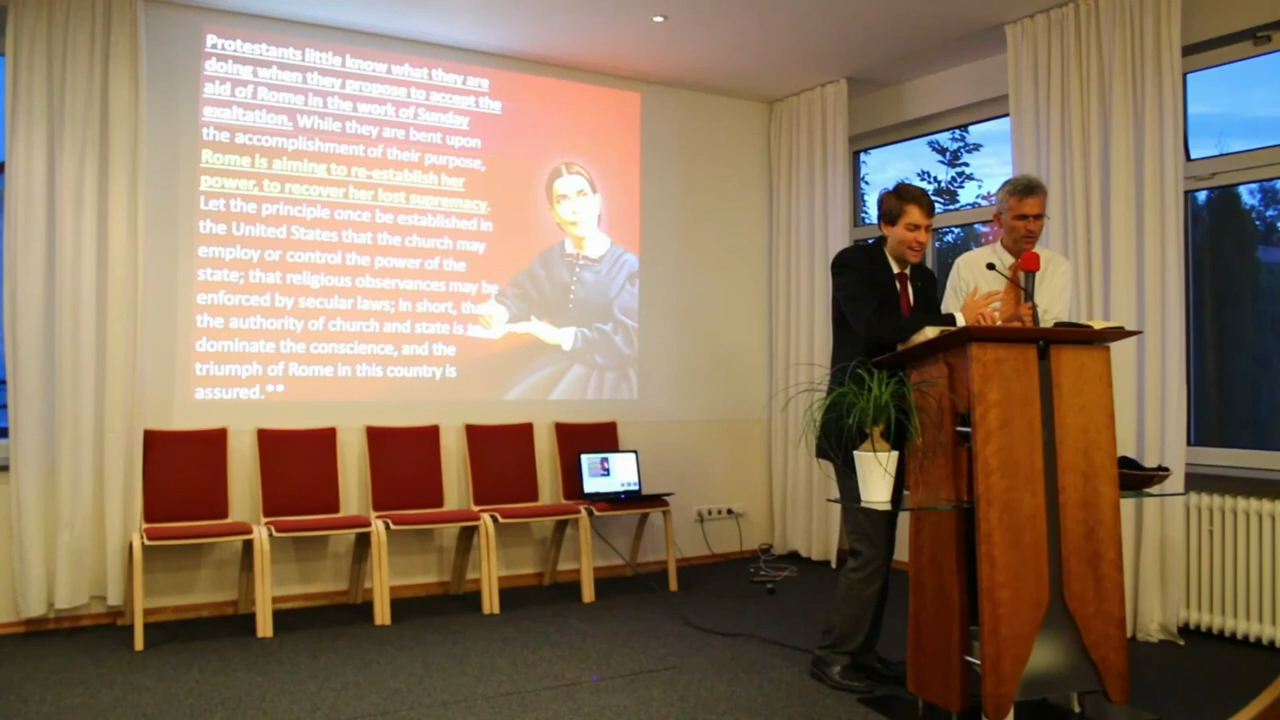 Protestants little know what they are
doing when they propose to accept the
aid of Rome in the work of Sunday
exaltation. While they are bent upon
the accomplishment of their purpose,
Rome is aiming to re-establish her
power, to recover her lost supremacy.
Let the principle once be established in
the United States that the church may
employ or control the power of the
state; that religious observances may be
enforced by secular laws; in short, that
the authority of church and state is to
dominate the conscience, and the
triumph of Rome in this country is
assured.**